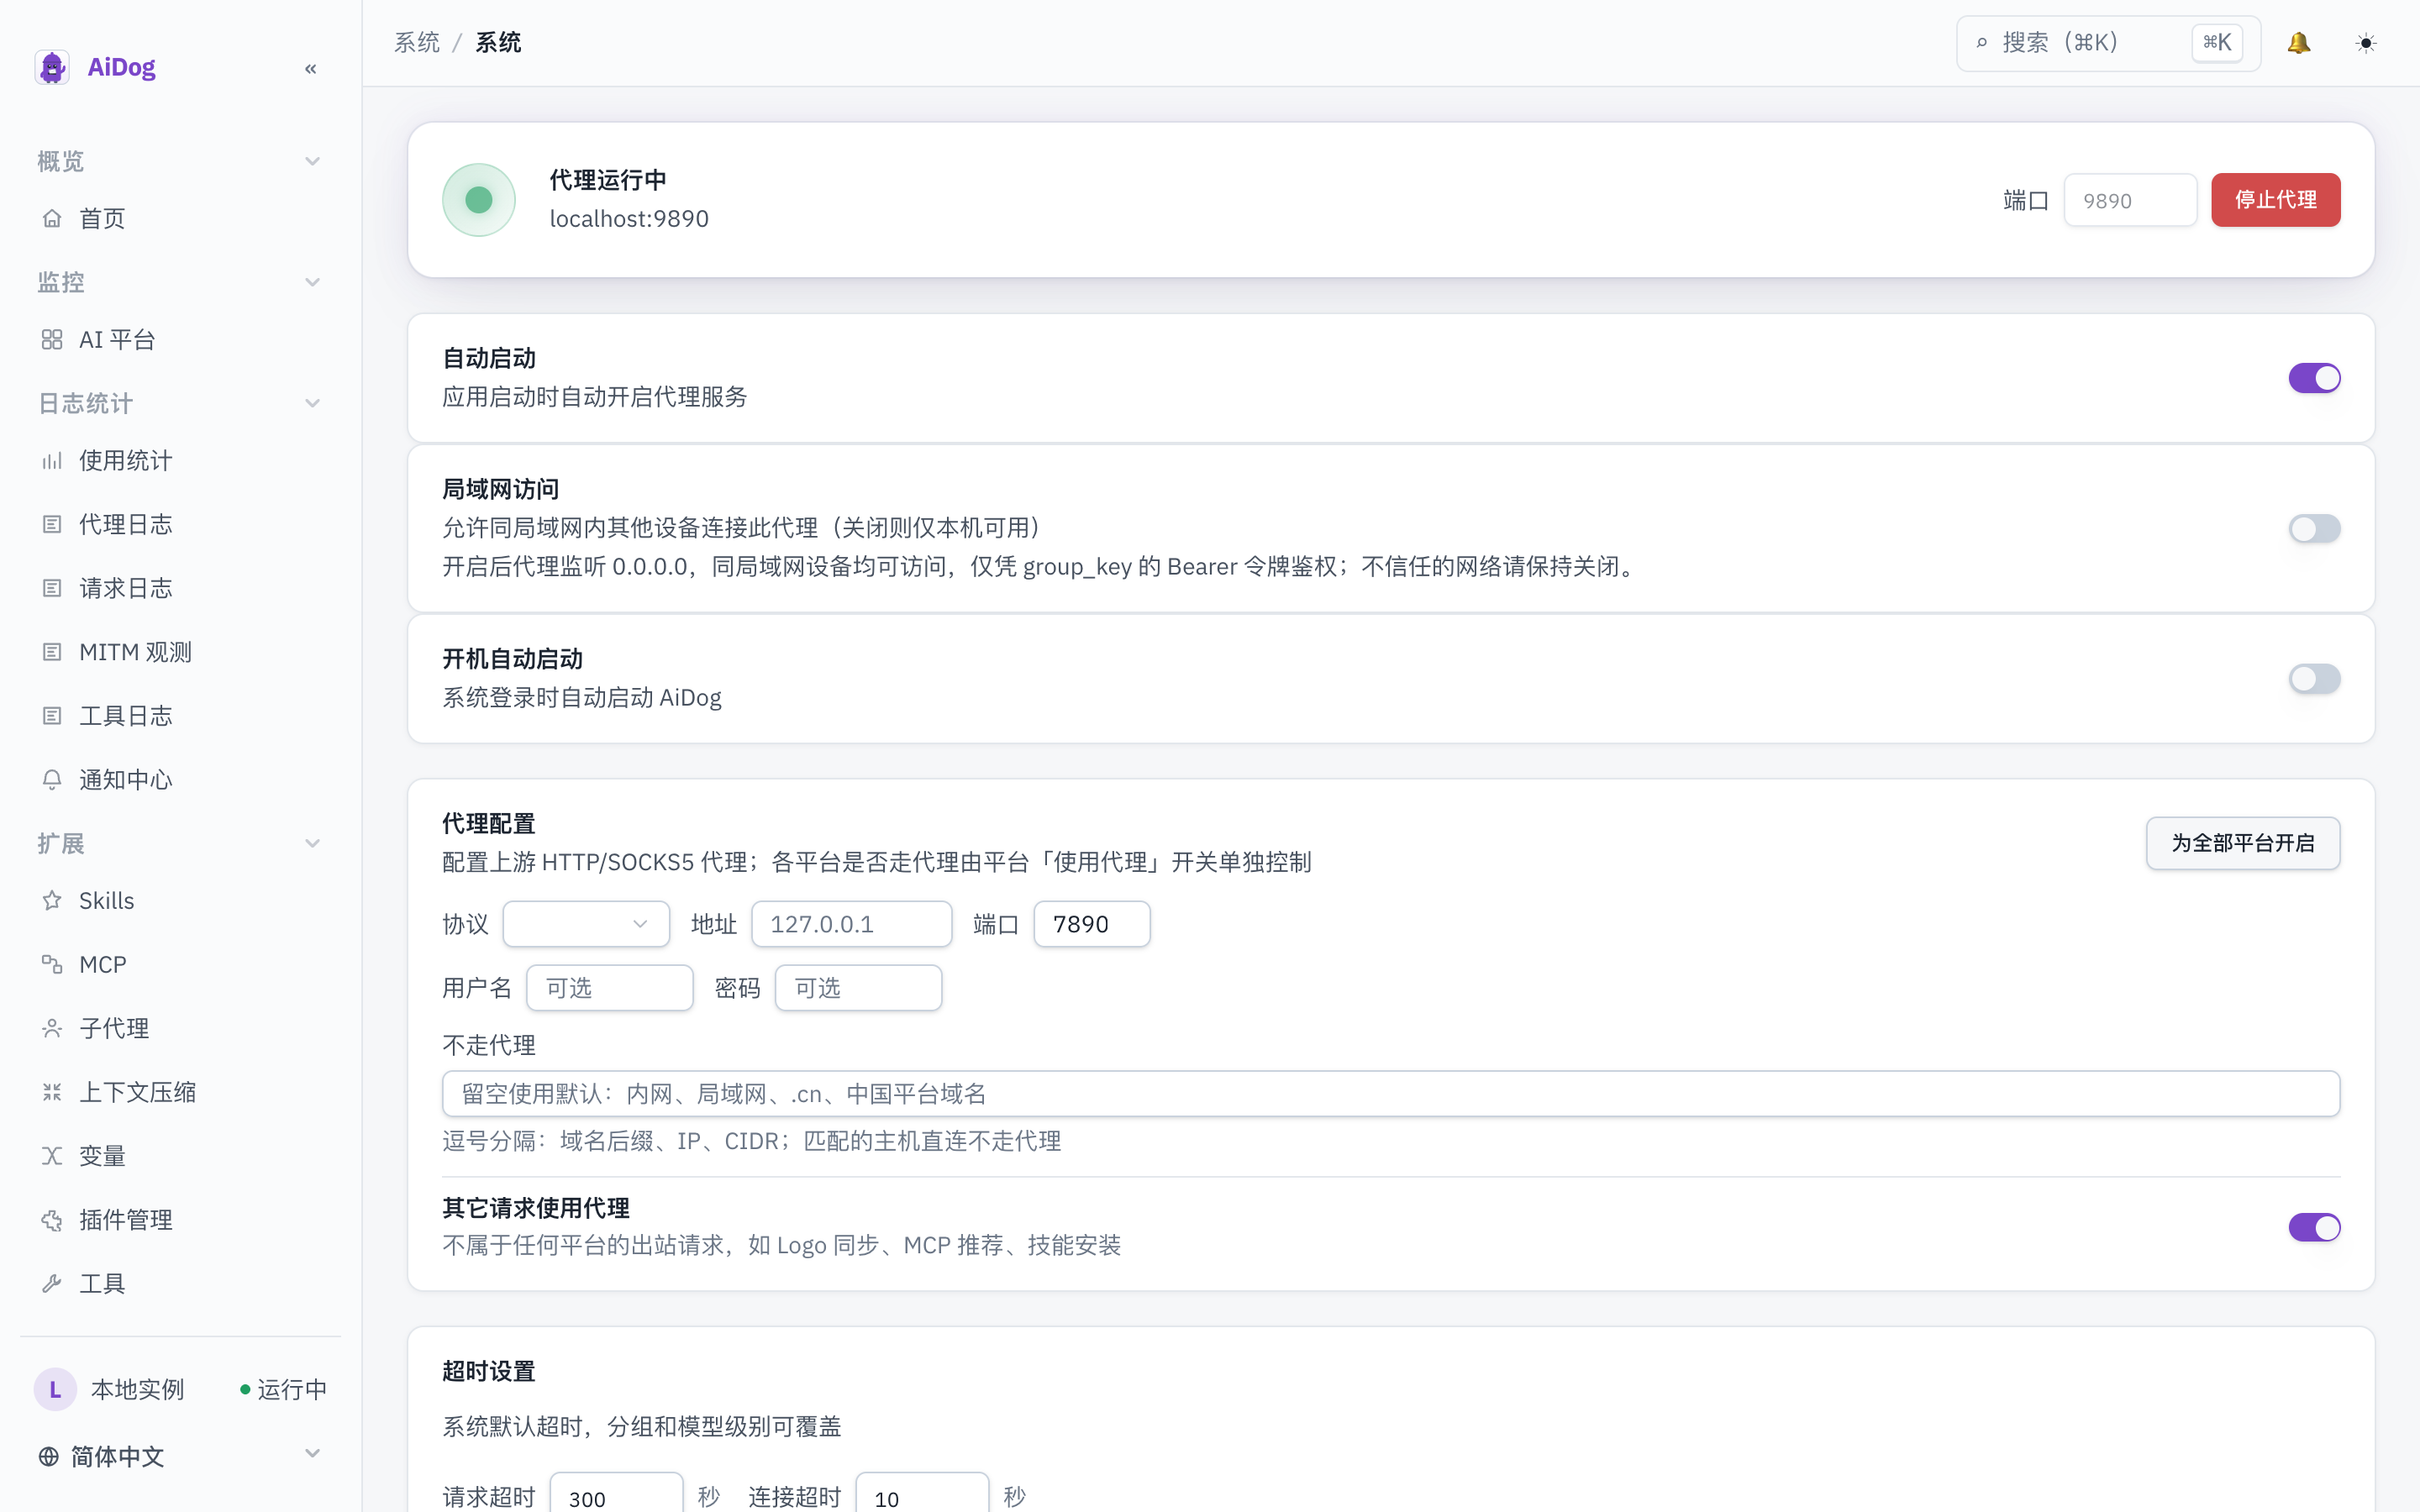 AiDog
«
概览
首页
监控
AI 平台
日志统计
使用统计
代理日志
请求日志
MITM 观测
工具日志
通知中心
扩展
Skills
MCP
子代理
上下文压缩
变量
插件管理
工具
L 本地实例 运行中
简体中文
系统 / 系统
搜索（⌘K） ⌘K
代理运行中
localhost:9890
端口 9890 停止代理
自动启动
应用启动时自动开启代理服务
局域网访问
允许同局域网内其他设备连接此代理（关闭则仅本机可用）
开启后代理监听 0.0.0.0，同局域网设备均可访问，仅凭 group_key 的 Bearer 令牌鉴权；不信任的网络请保持关闭。
开机自动启动
系统登录时自动启动 AiDog
代理配置
配置上游 HTTP/SOCKS5 代理；各平台是否走代理由平台「使用代理」开关单独控制
为全部平台开启
协议 地址 127.0.0.1 端口 7890
用户名 可选 密码 可选
不走代理
留空使用默认：内网、局域网、.cn、中国平台域名
逗号分隔：域名后缀、IP、CIDR；匹配的主机直连不走代理
其它请求使用代理
不属于任何平台的出站请求，如 Logo 同步、MCP 推荐、技能安装
超时设置
系统默认超时，分组和模型级别可覆盖
请求超时 300 秒 连接超时 10 秒